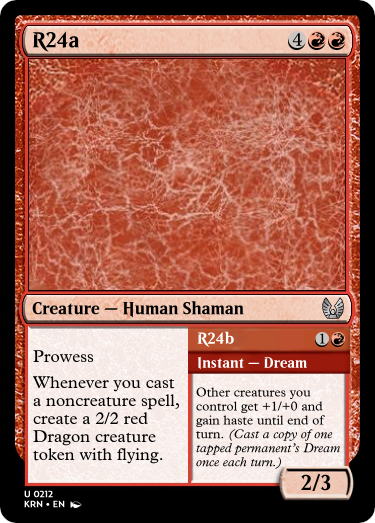 R24a
4
Creature — Human Shaman
Prowess
Whenever you cast
a noncreature spell,
create a 2/2 red
Dragon creature
token with flying.
R24b
1
Instant — Dream
Other creatures you
control get +1/+0 and
gain haste until end of
turn. (Cast a copy of one
tapped permanent's Dream
once each turn.)
2/3
U 0212
KRN • EN